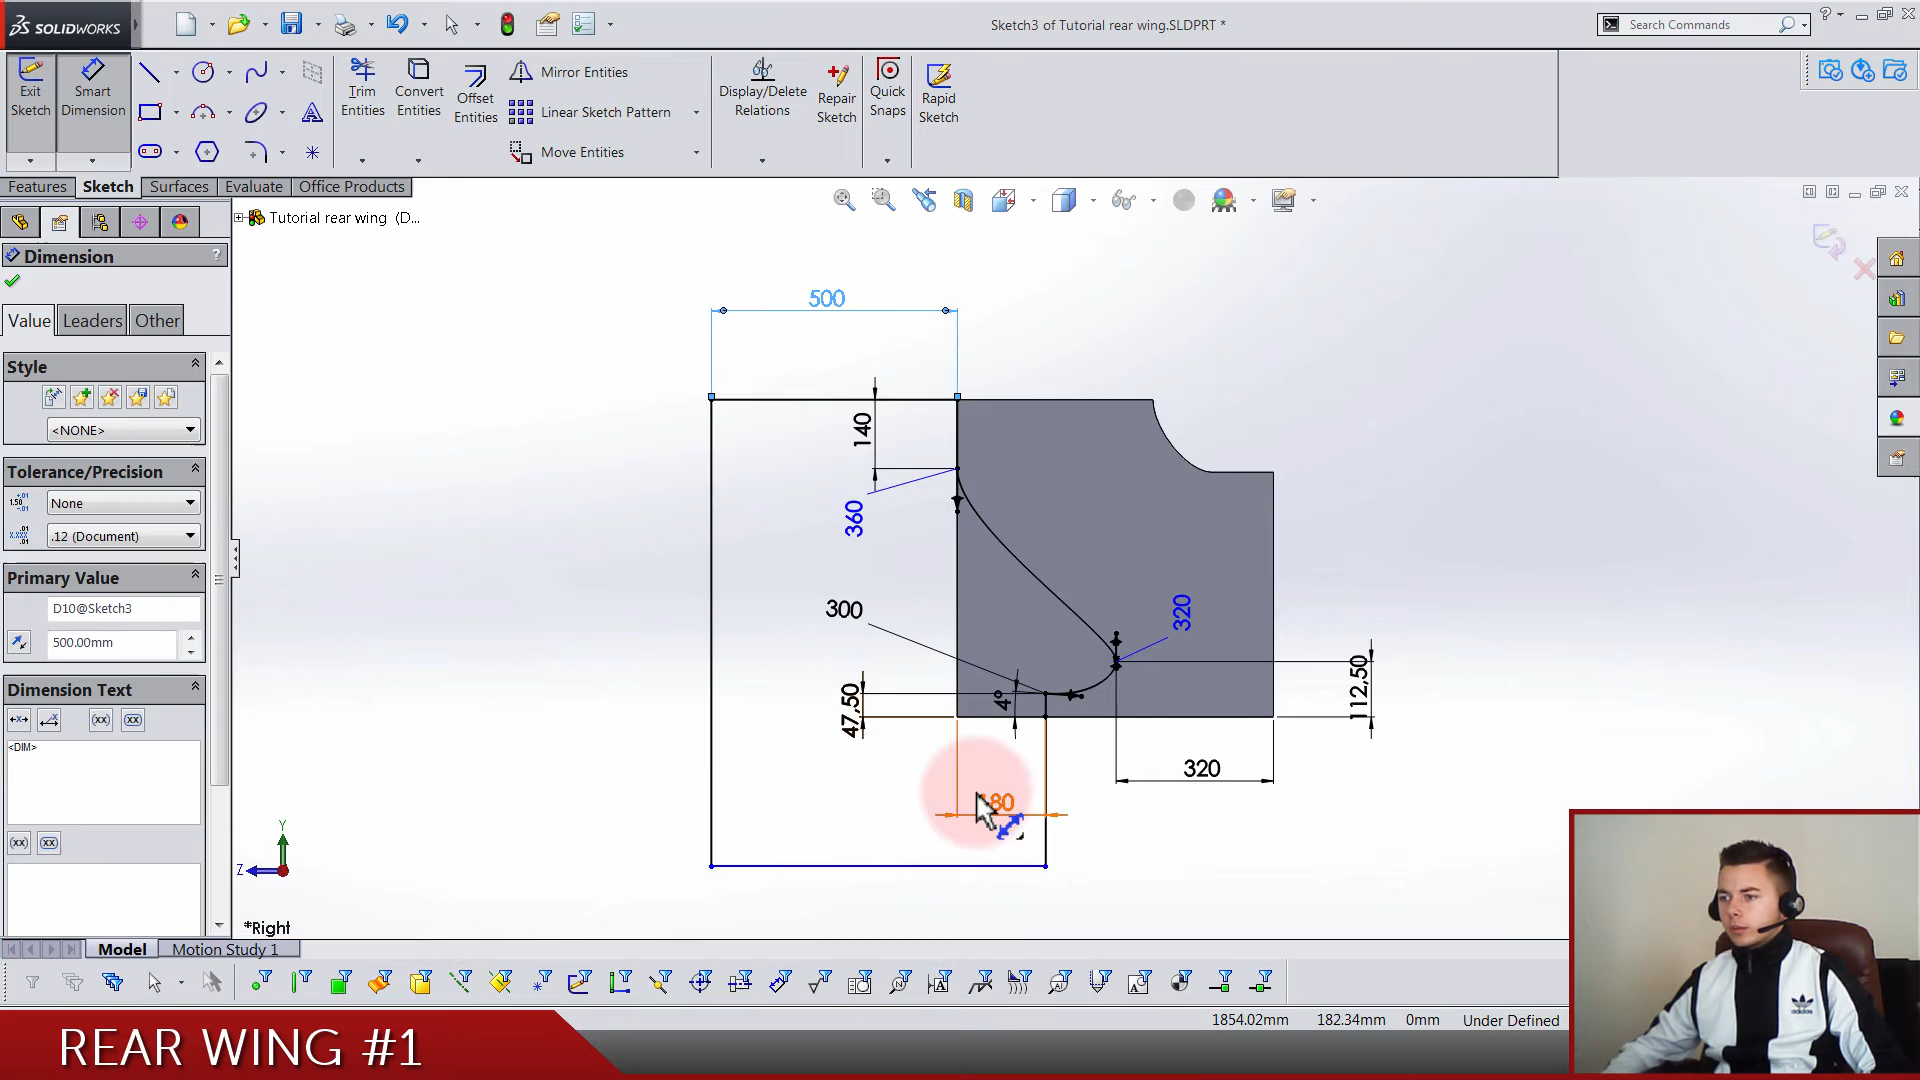 SOLIDWORKS
Sketch3 of Tutorial rear wing.SLDPRT *
Search Commands
Exit Sketch
Smart Dimension
Trim Entities
Convert Entities
Offset Entities
Mirror Entities
Linear Sketch Pattern
Move Entities
Display/Delete Relations
Repair Sketch
Quick Snaps
Rapid Sketch
Features
Sketch
Surfaces
Evaluate
Office Products
Tutorial rear wing (D...
Dimension
?
Value
Leaders
Other
Style
<NONE>
Tolerance/Precision
None
.12 (Document)
Primary Value
D10@Sketch3
500.00mm
Dimension Text
<DIM>
500
140
360
300
320
47,50
4°
112,50
320
Y
Z
*Right
Model
Motion Study 1
1854.02mm
182.34mm
0mm
Under Defined
adidas
REAR WING #1